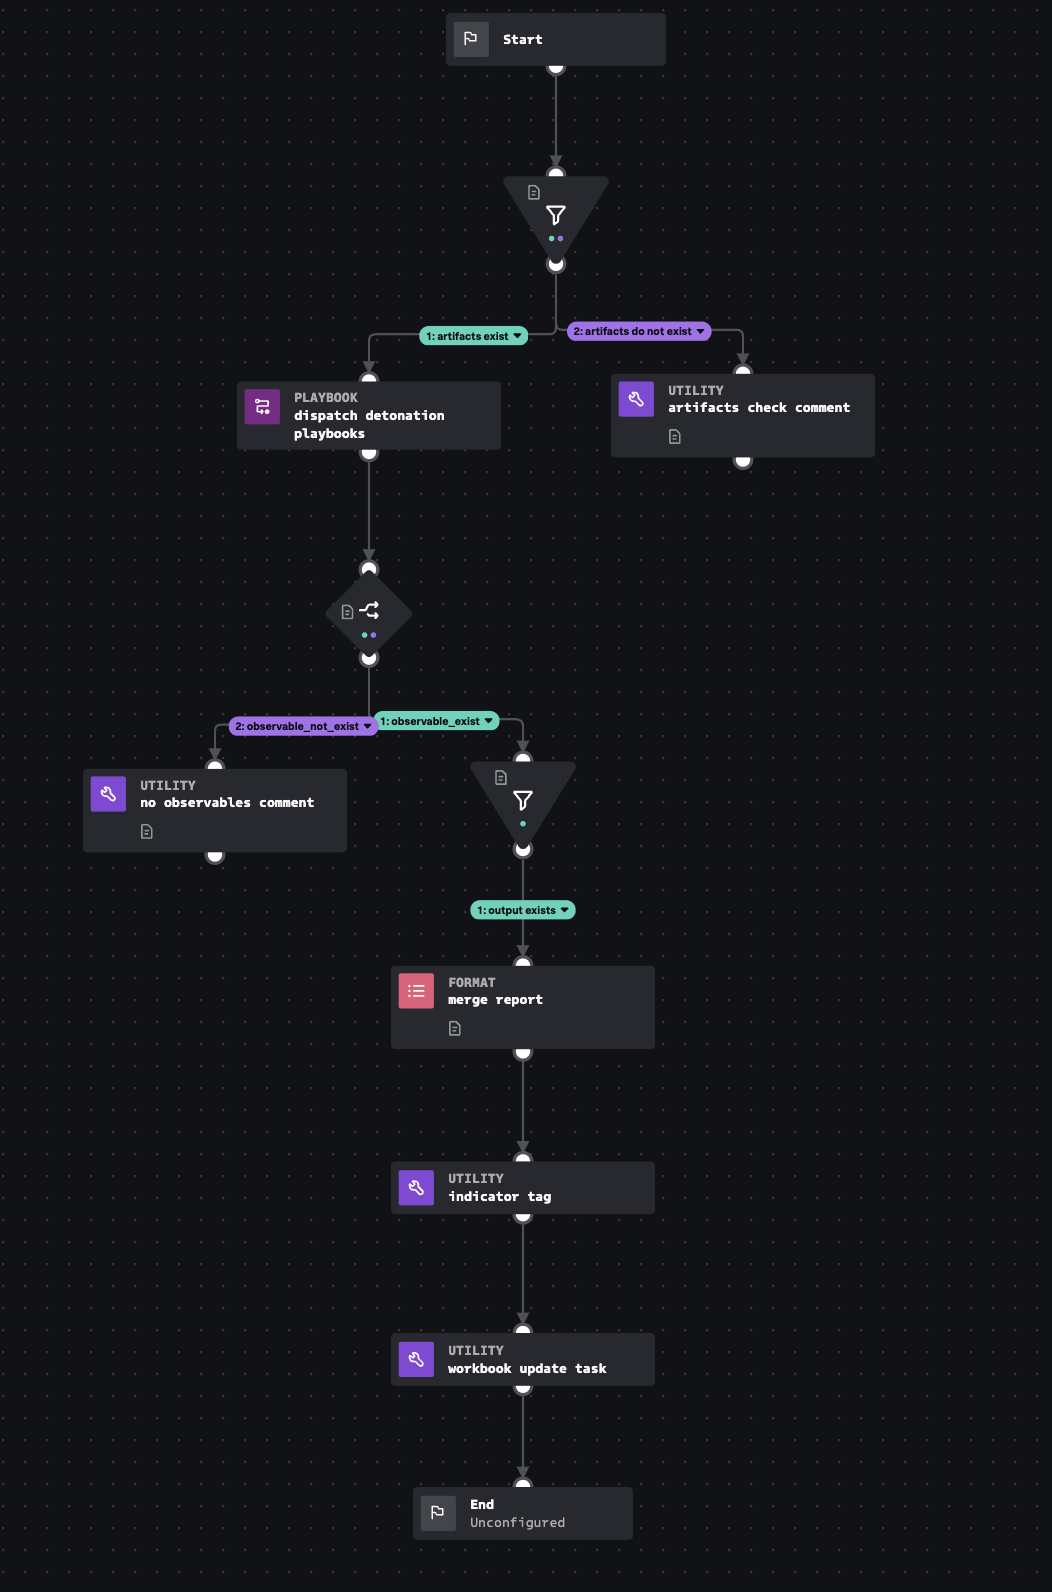 Start
1: artifacts exist
2: artifacts do not exist
PLAYBOOK
dispatch detonation
playbooks
UTILITY
artifacts check comment
2: observable_not_exist
1: observable_exist
UTILITY
no observables comment
1: output exists
FORMAT
merge report
UTILITY
indicator tag
UTILITY
workbook update task
End
Unconfigured